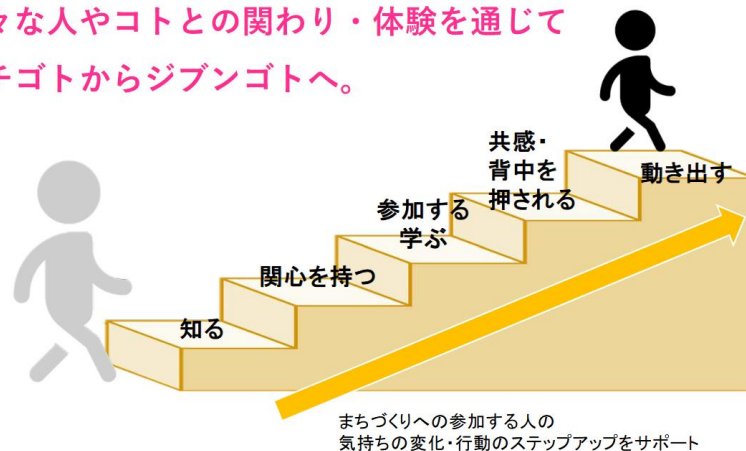 な人やコトとの関わり・体験を通じて
ゴトからジブンゴトへ。
共感・
背中を
押される
動き出す
参加する
学ぶ
関心を持つ
知る
まちづくりへの参加する人の
気持ちの変化・行動のステップアップをサポート